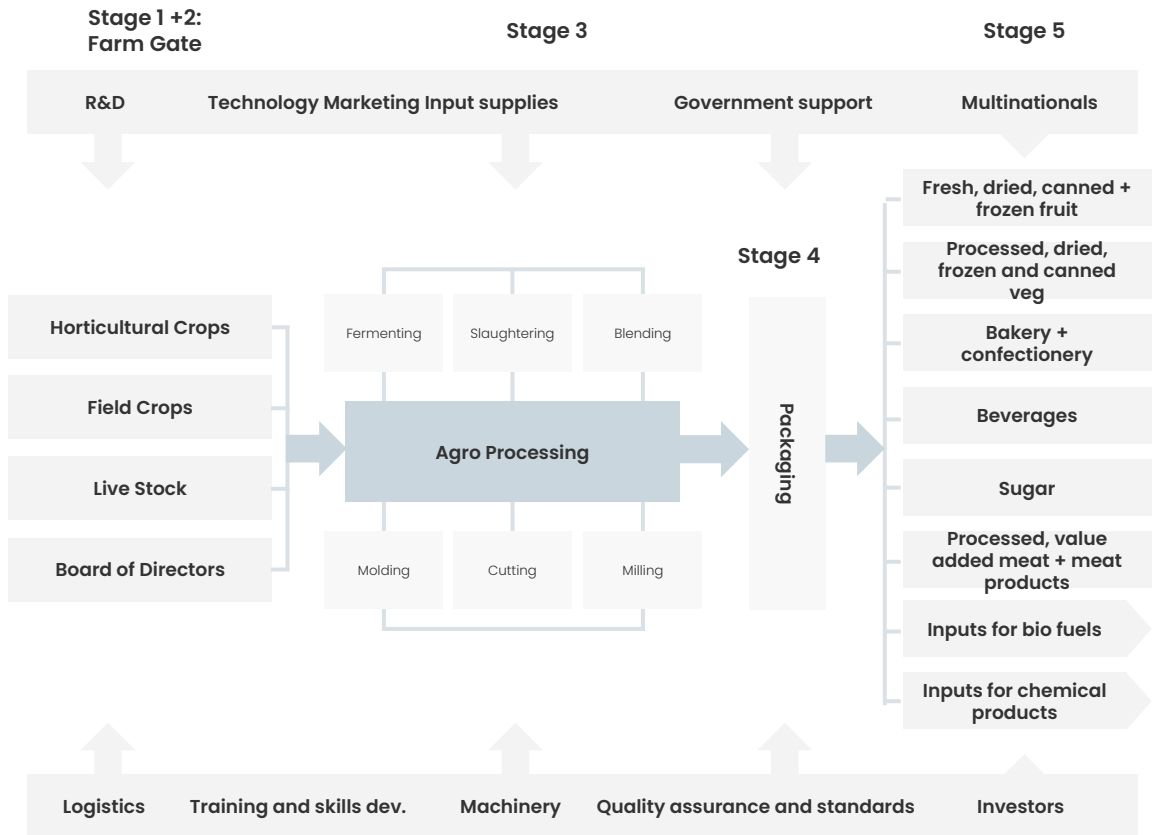 Stage 1 +2:
Farm Gate
Stage 3
Stage 5
R&D
Technology Marketing Input supplies
Government support
Multinationals
Stage 4
Horticultural Crops
Field Crops
Live Stock
Board of Directors
Fermenting
Slaughtering
Blending
Agro Processing
Molding
Cutting
Milling
Packaging
Fresh, dried, canned +
frozen fruit
Processed, dried,
frozen and canned
veg
Bakery +
confectionery
Beverages
Sugar
Processed, value
added meat + meat
products
Inputs for bio fuels
Inputs for chemical
products
Logistics
Training and skills dev.
Machinery
Quality assurance and standards
Investors